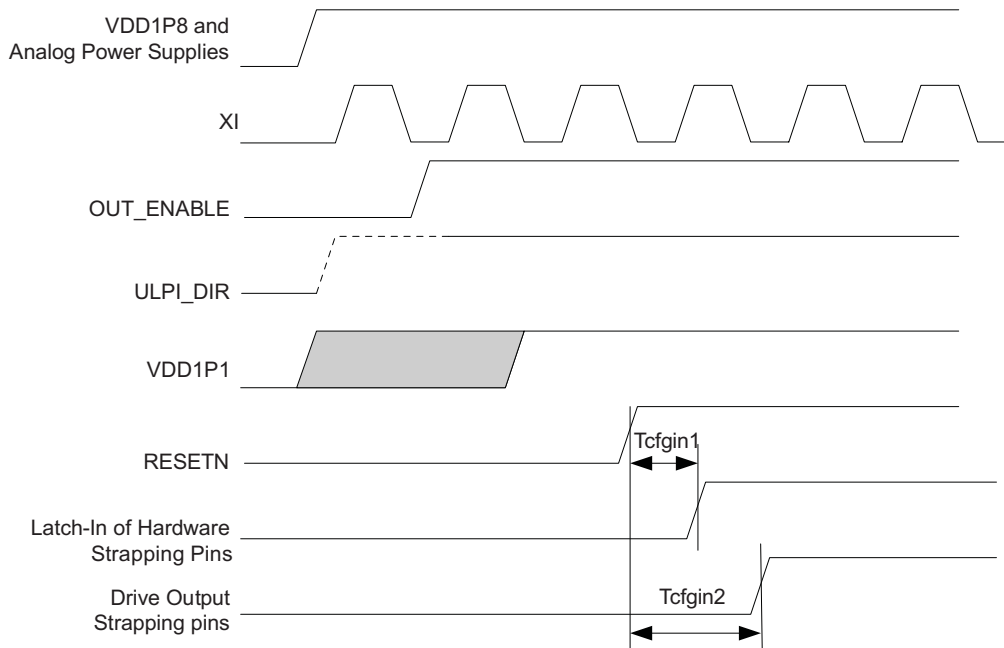 VDD1P8 and
Analog Power Supplies
XI
OUT_ENABLE
ULPI_DIR
VDD1P1
RESETN
Tcfgin1
Latch-In of Hardware
Strapping Pins
Drive Output
Strapping pins
Tcfgin2